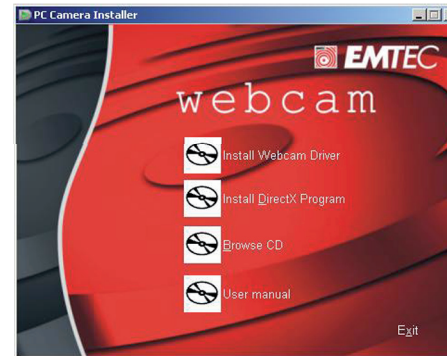 PC Camera Installer
EMTEC
webcam
Install Webcam Driver
Install DirectX Program
Browse CD
User manual
Exit